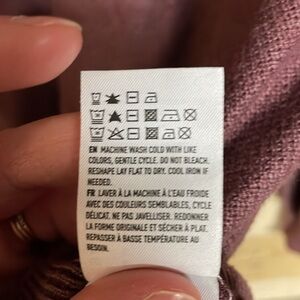 EN MACHINE WASH COLD WITH LIKE
COLORS, GENTLE CYCLE. DO NOT BLEACH.
RESHAPE LAY FLAT TO DRY. COOL IRON IF
NEEDED.
FR LAVER À LA MACHINE À L'EAU FROIDE
AVEC DES COULEURS SEMBLABLES, CYCLE
DÉLICAT. NE PAS JAVELLISER. REDONNER
LA FORME ORIGINALE ET SÉCHER À PLAT.
REPASSER À BASSE TEMPÉRATURE AU
BESOIN.